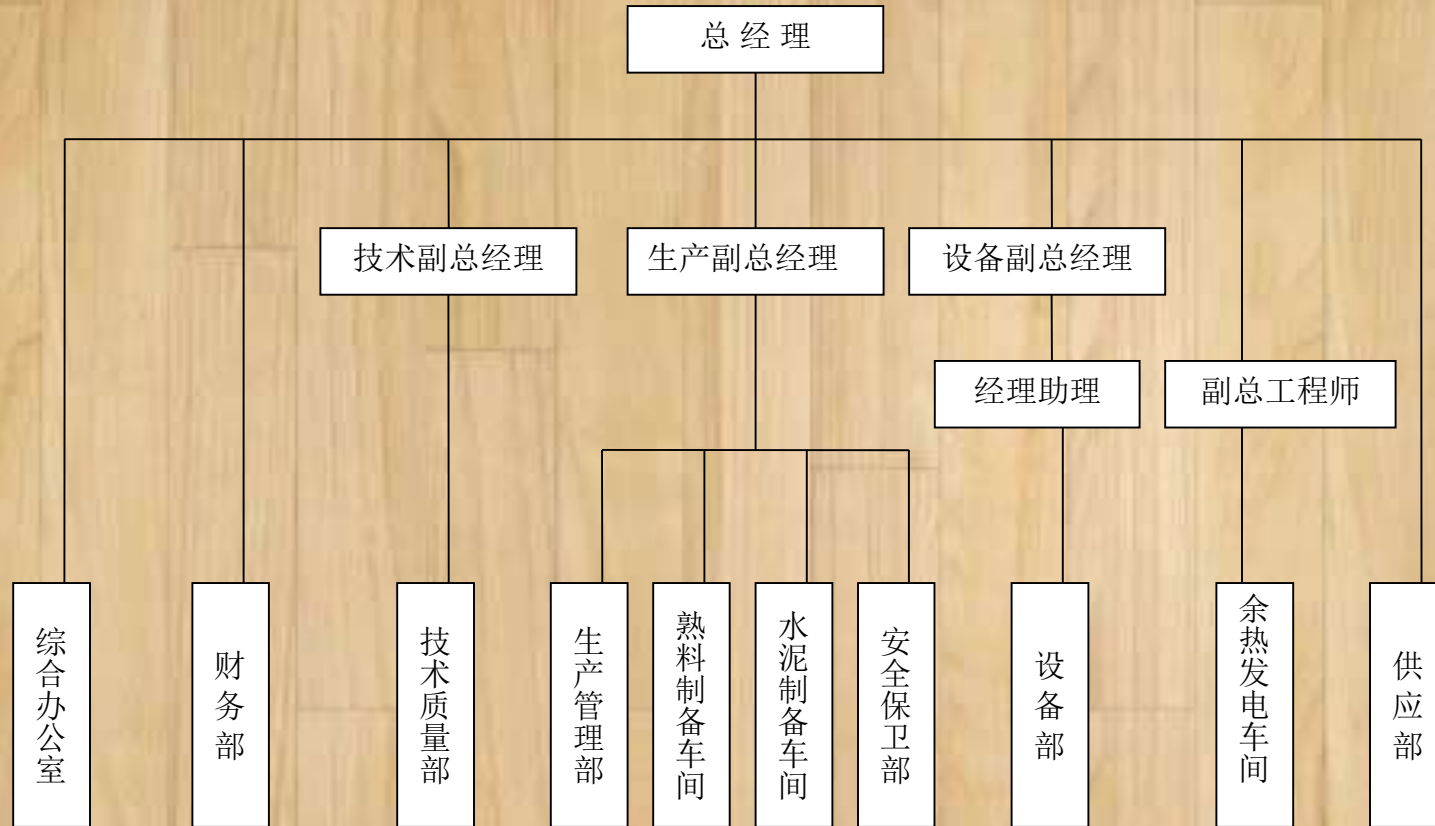 总经理
技术副总经理
生产副总经理
设备副总经理
经理助理
副总工程师
综合办公室
财务部
技术质量部
生产管理部
熟料制备车间
水泥制备车间
安全保卫部
设备部
余热发电车间
供应部